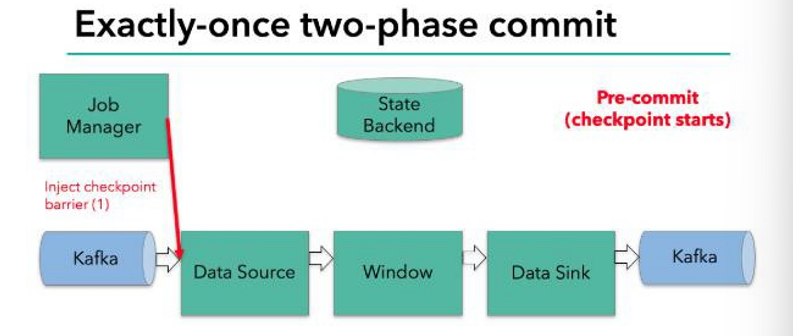 Exactly-once two-phase commit
Job
Manager
State
Backend
Pre-commit
(checkpoint starts)
Inject checkpoint
barrier (1)
Kafka
Data Source
Window
Data Sink
Kafka